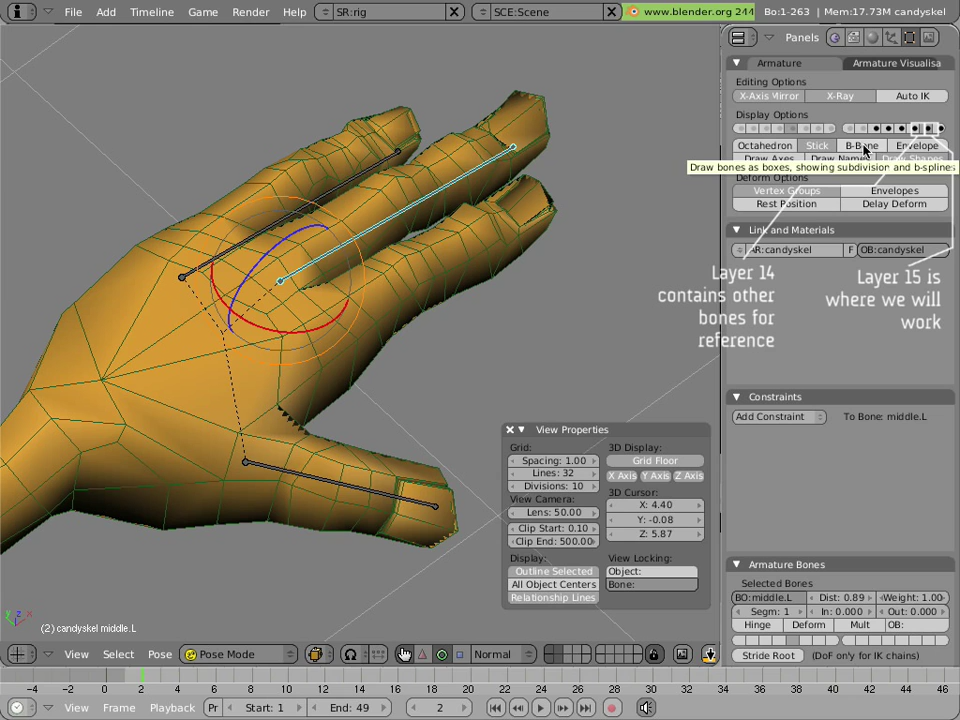 File Add Timeline Game Render Help SR:rig SCE:Scene www.blender.org 244 Bo:1-263 | Mem:17.73M candyskel
Panels
Armature Armature Visualisa
Editing Options
X-Axis Mirror X-Ray Auto IK
Display Options
Octahedron Stick B-Bone Envelope
Draw Axes Draw Names Draw Shapes
Draw bones as boxes, showing subdivision and b-splines
Deform Options
Vertex Groups Envelopes
Rest Position Delay Deform
Link and Materials
AR:candyskel F OB:candyskel
Layer 14
contains other
bones for
reference
Layer 15 is
where we will
work
Constraints
Add Constraint To Bone: middle.L
View Properties
Grid: 3D Display:
Spacing: 1.00 Grid Floor
Lines: 32 X Axis Y Axis Z Axis
Divisions: 10
View Camera: 3D Cursor:
Lens: 50.00 X: 4.40
Clip Start: 0.10 Y: -0.08
Clip End: 500.00 Z: 5.87
Display: View Locking:
Outline Selected Object:
All Object Centers Bone:
Relationship Lines
Armature Bones
Selected Bones
BO:middle.L Dist: 0.89 Weight: 1.00
Segm: 1 In: 0.000 Out: 0.000
Hinge Deform Mult OB:
Stride Root (DoF only for IK chains)
z y x
(2) candyskel middle.L
View Select Pose Pose Mode Normal
-4 -2 0 2 4 6 8 10 12 14 16 18 20 22 24 26 28 30 32 34 36 38 40 42 44 46
View Frame Playback Pr Start: 1 End: 49 2